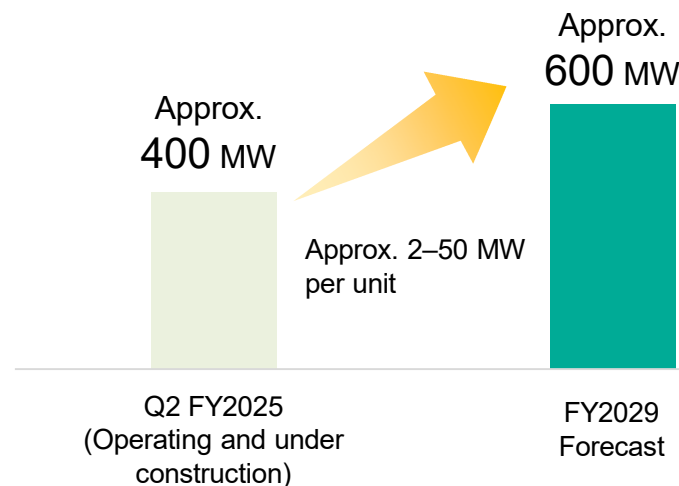 Approx.
600 MW
Approx.
400 MW
Approx. 2–50 MW
per unit
Q2 FY2025
(Operating and under
construction)
FY2029
Forecast